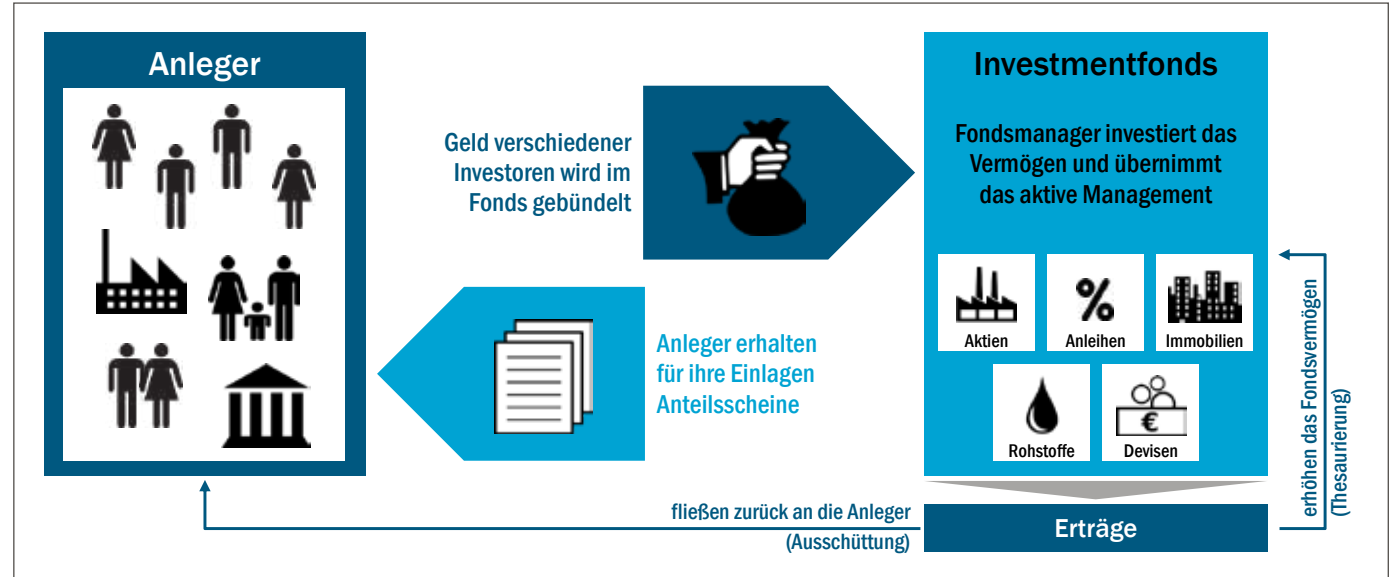 Anleger
Geld verschiedener
Investoren wird im
Fonds gebündelt
Anleger erhalten
für ihre Einlagen
Anteilsscheine
Investmentfonds
Fondsmanager investiert das
Vermögen und übernimmt
das aktive Management
Aktien
%
Anleihen
Immobilien
Rohstoffe
€
Devisen
erhöhen das Fondsvermögen
(Thesaurierung)
fließen zurück an die Anleger
(Ausschüttung)
Erträge